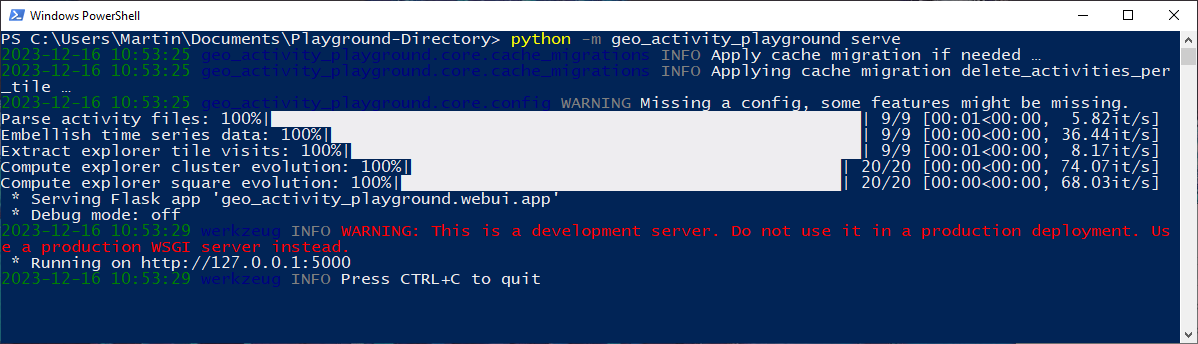 Windows PowerShell
PS C:\Users\Martin\Documents\Playground-Directory> python -m geo_activity_playground serve
2023-12-16 10:53:25 geo_activity_playground.core.cache_migrations INFO Apply cache migration if needed …
2023-12-16 10:53:25 geo_activity_playground.core.cache_migrations INFO Applying cache migration delete_activities_per
_tile …
2023-12-16 10:53:25 geo_activity_playground.core.config WARNING Missing a config, some features might be missing.
Parse activity files: 100%| | 9/9 [00:01<00:00, 5.82it/s]
Embellish time series data: 100%| | 9/9 [00:00<00:00, 36.44it/s]
Extract explorer tile visits: 100%| | 9/9 [00:01<00:00, 8.17it/s]
Compute explorer cluster evolution: 100%| | 20/20 [00:00<00:00, 74.07it/s]
Compute explorer square evolution: 100%| | 20/20 [00:00<00:00, 68.03it/s]
 * Serving Flask app 'geo_activity_playground.webui.app'
 * Debug mode: off
2023-12-16 10:53:29 werkzeug INFO WARNING: This is a development server. Do not use it in a production deployment. Us
e a production WSGI server instead.
 * Running on http://127.0.0.1:5000
2023-12-16 10:53:29 werkzeug INFO Press CTRL+C to quit